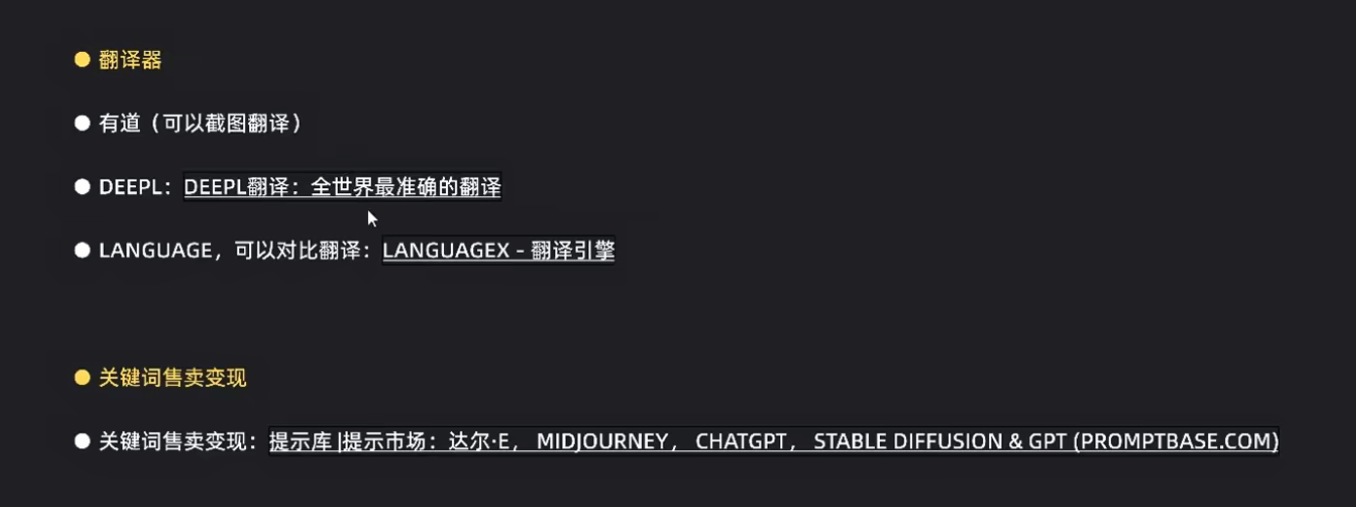 ● 翻译器
● 有道（可以截图翻译）
● DEEPL：DEEPL翻译：全世界最准确的翻译
● LANGUAGE，可以对比翻译：LANGUAGEX - 翻译引擎
● 关键词售卖变现
● 关键词售卖变现：提示库 |提示市场：达尔·E， MIDJOURNEY， CHATGPT， STABLE DIFFUSION & GPT (PROMPTBASE.COM)